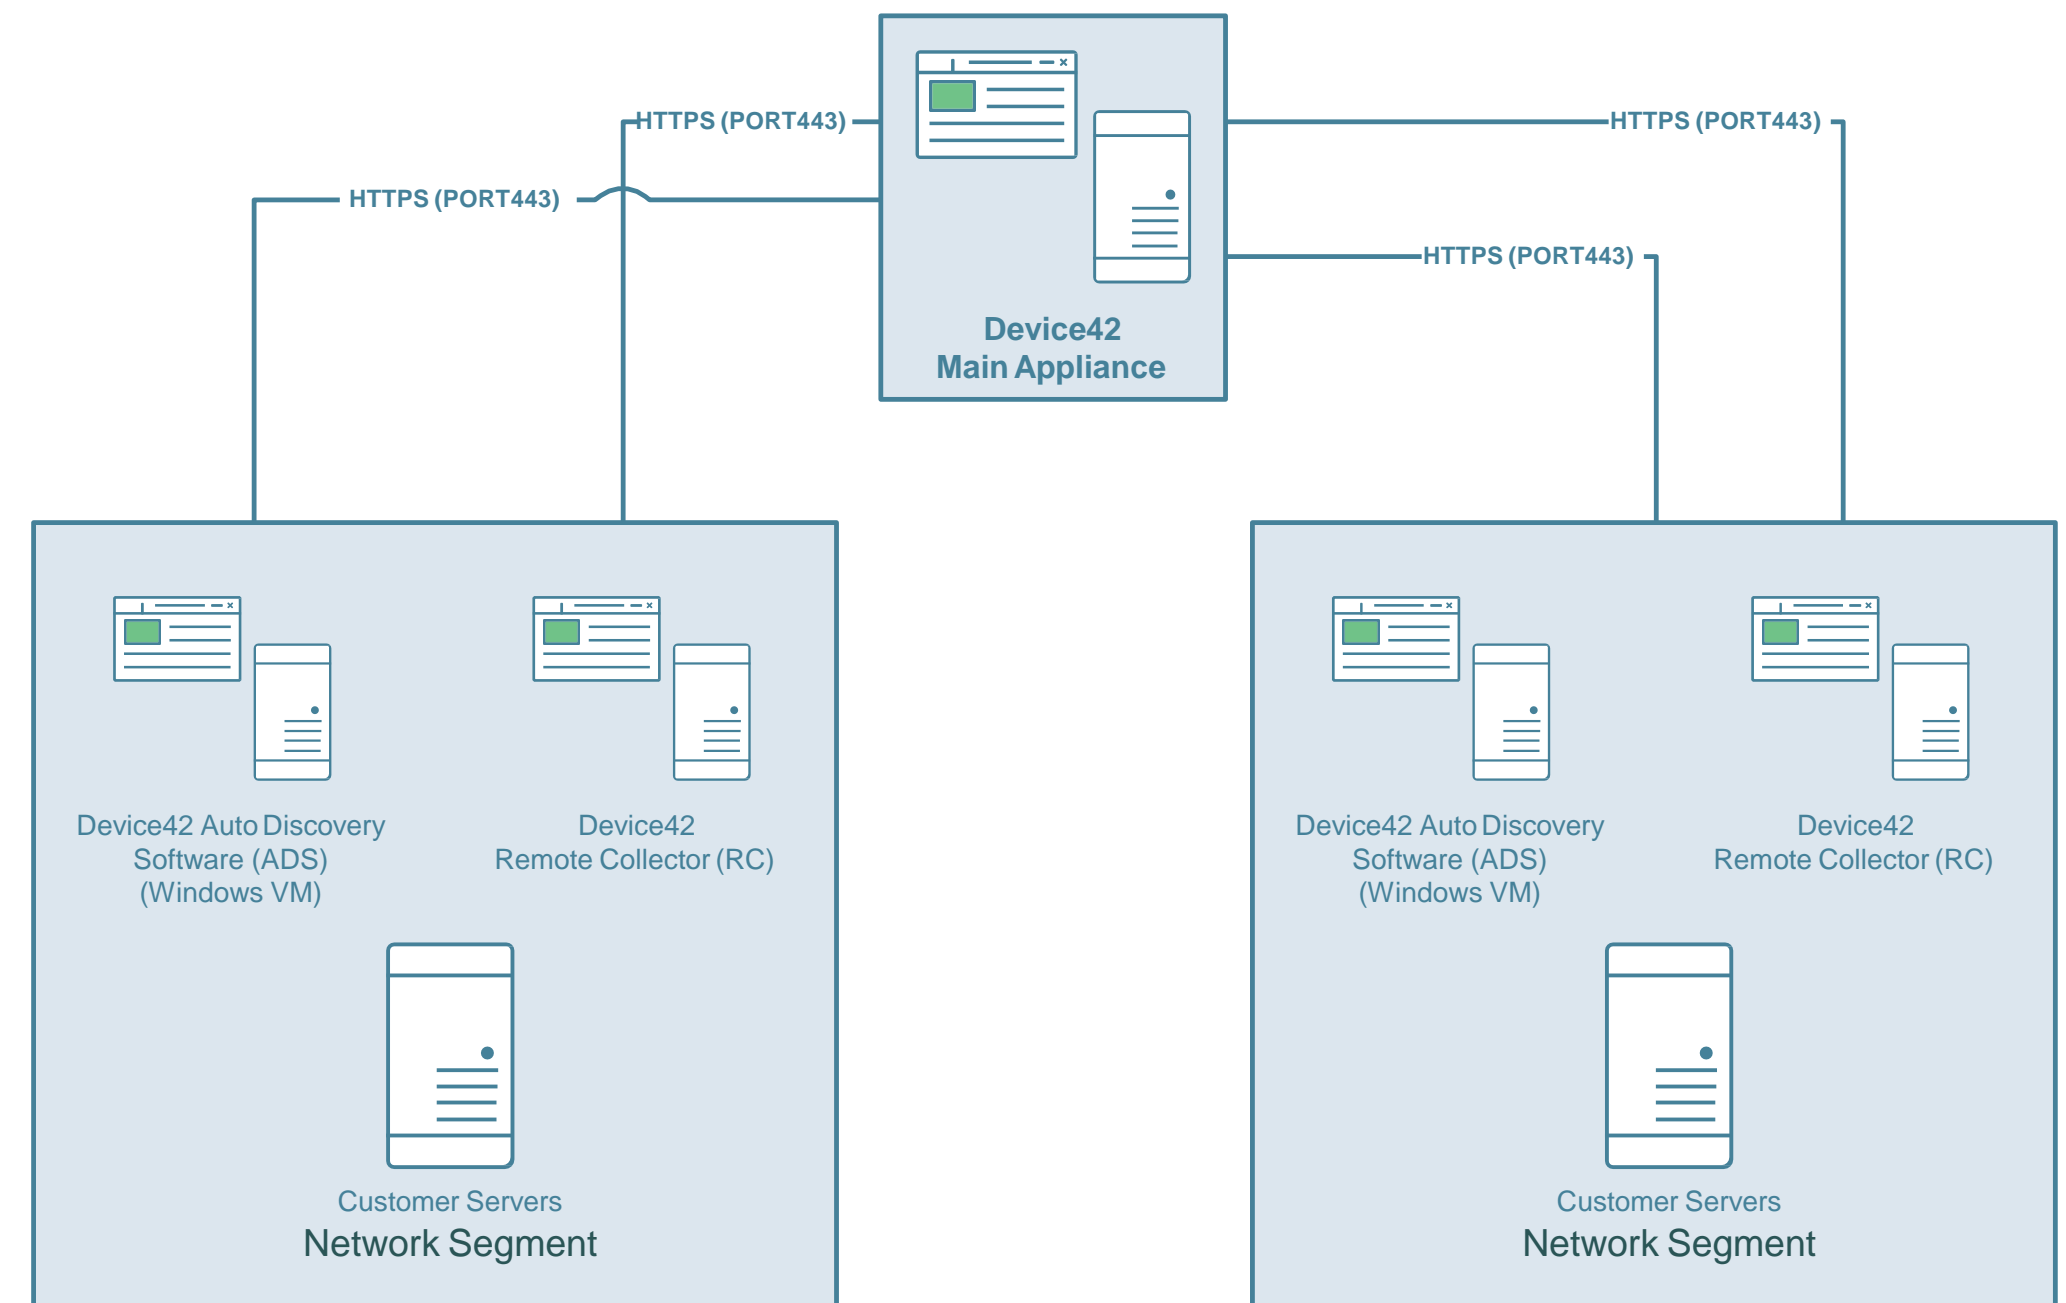 HTTPS (PORT443)
HTTPS (PORT443)
HTTPS (PORT443)
HTTPS (PORT443)
Device42
Main Appliance
Device42 Auto Discovery
Software (ADS)
(Windows VM)
Device42
Remote Collector (RC)
Customer Servers
Network Segment
Device42 Auto Discovery
Software (ADS)
(Windows VM)
Device42
Remote Collector (RC)
Customer Servers
Network Segment